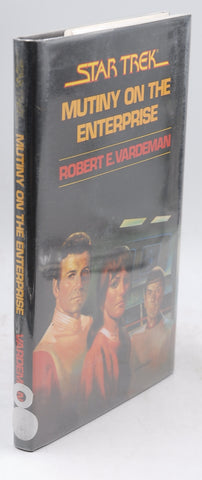 STAR TREK
MUTINY ON THE
ENTERPRISE
ROBERT E. VARDEMAN
MUTINY ON THE ENTERPRISE
VARDEMAN